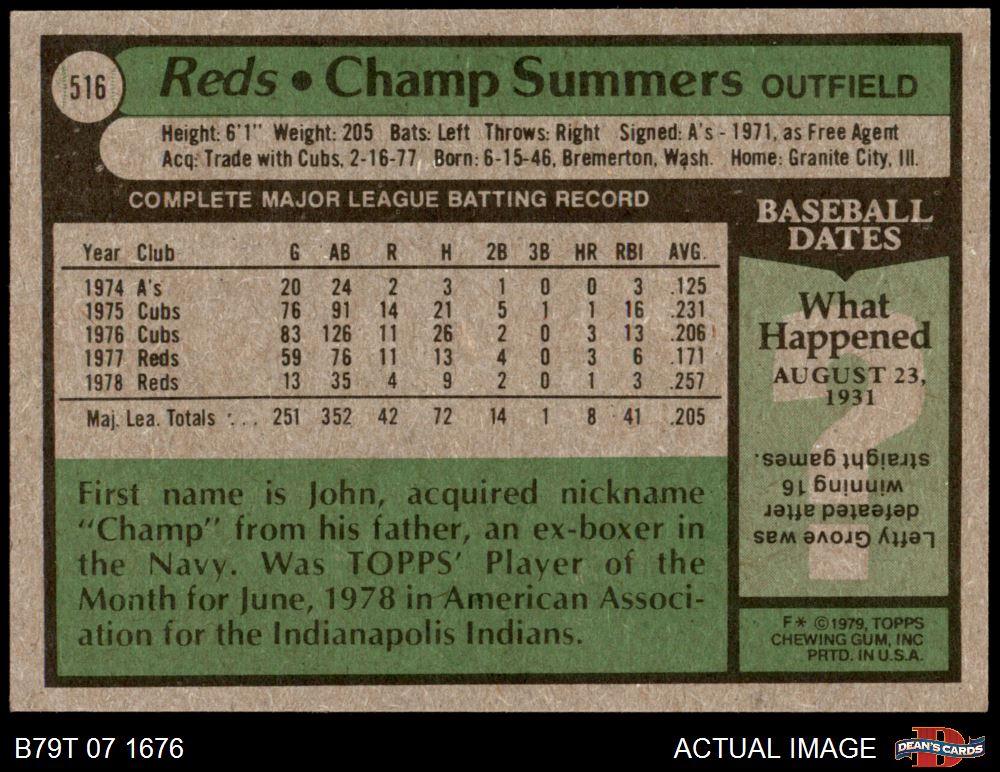 516
Reds • Champ Summers OUTFIELD
Height: 6'1" Weight: 205 Bats: Left Throws: Right Signed: A's - 1971, as Free Agent
Acq: Trade with Cubs, 2-16-77 Born: 6-15-46, Bremerton, Wash. Home: Granite City, Ill.
COMPLETE MAJOR LEAGUE BATTING RECORD
Year Club G AB R H 2B 3B HR RBI AVG.
1974 A's 20 24 2 3 1 0 0 3 .125
1975 Cubs 76 91 14 21 5 1 1 16 .231
1976 Cubs 83 126 11 26 2 0 3 13 .206
1977 Reds 59 76 11 13 4 0 3 6 .171
1978 Reds 13 35 4 9 2 0 1 3 .257
Maj. Lea. Totals ... 251 352 42 72 14 1 8 41 .205
First name is John, acquired nickname
"Champ" from his father, an ex-boxer in
the Navy. Was TOPPS' Player of the
Month for June, 1978 in American Associ-
ation for the Indianapolis Indians.
BASEBALL
DATES
What
Happened
AUGUST 23,
1931
?
Lefty Grove was
defeated after
winning 16
straight games.
F* ©1979, TOPPS
CHEWING GUM, INC
PRTD. IN U.S.A.
B79T 07 1676
ACTUAL IMAGE
DEAN'S CARDS